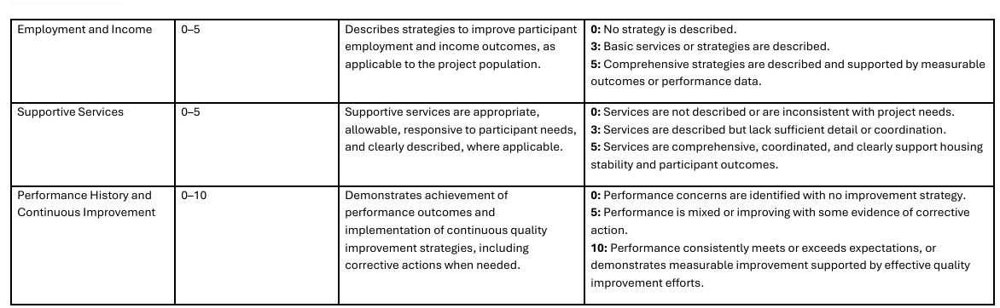 Employment and Income
0–5
Describes strategies to improve participant
employment and income outcomes, as
applicable to the project population.
0: No strategy is described.
3: Basic services or strategies are described.
5: Comprehensive strategies are described and supported by measurable
outcomes or performance data.
Supportive Services
0–5
Supportive services are appropriate,
allowable, responsive to participant needs,
and clearly described, where applicable.
0: Services are not described or are inconsistent with project needs.
3: Services are described but lack sufficient detail or coordination.
5: Services are comprehensive, coordinated, and clearly support housing
stability and participant outcomes.
Performance History and
Continuous Improvement
0–10
Demonstrates achievement of
performance outcomes and
implementation of continuous quality
improvement strategies, including
corrective actions when needed.
0: Performance concerns are identified with no improvement strategy.
5: Performance is mixed or improving with some evidence of corrective
action.
10: Performance consistently meets or exceeds expectations, or
demonstrates measurable improvement supported by effective quality
improvement efforts.